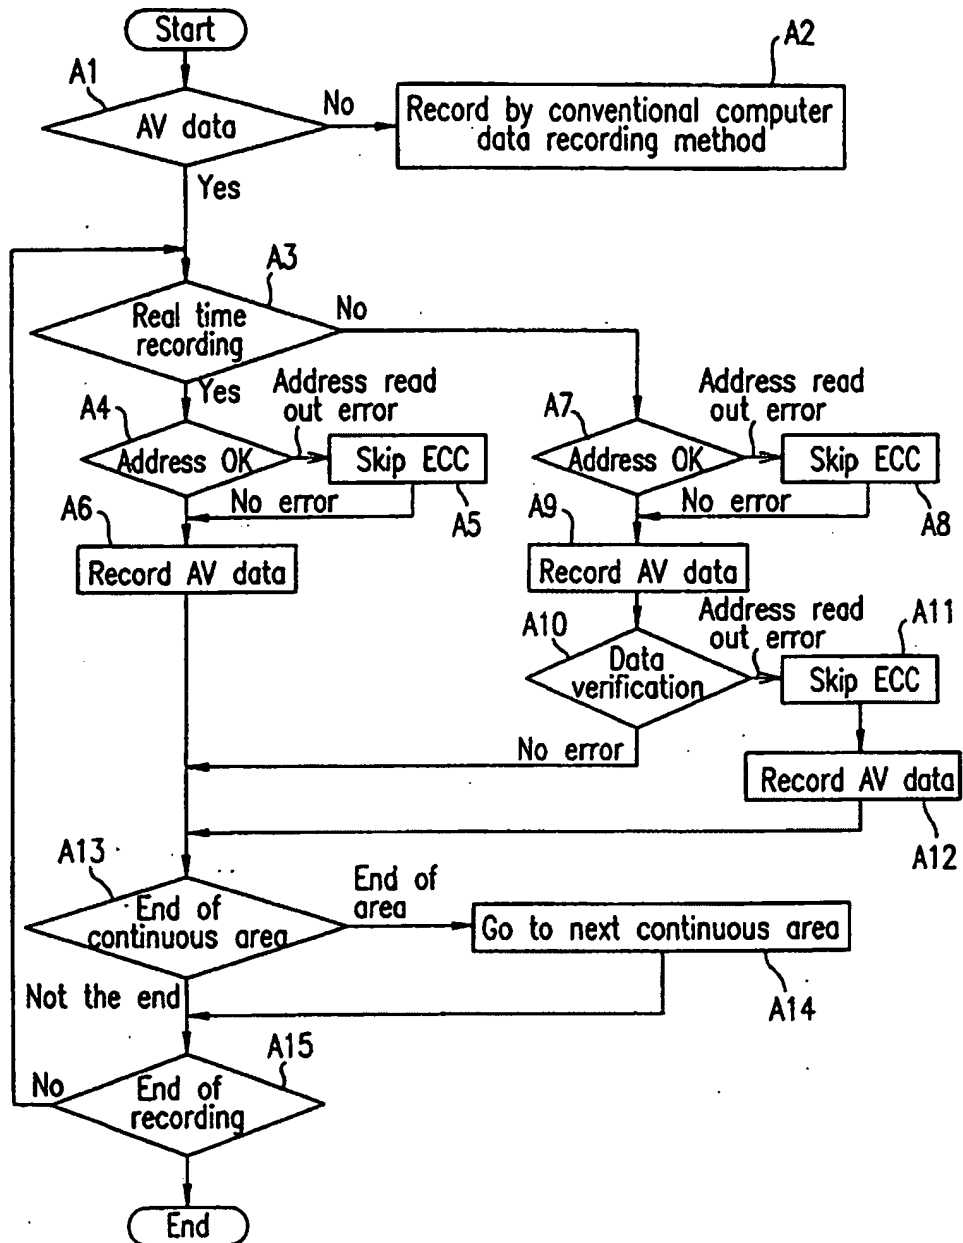 Start
A1
A2
AV data
No
Record by conventional computer
data recording method
Yes
A3
Real time
recording
No
Yes
A4
Address read
out error
A7
Address read
out error
Address OK
Skip ECC
Address OK
Skip ECC
A6
No error
A5
A9
No error
A8
Record AV data
Record AV data
A10
Address read
out error
A11
Data
verification
Skip ECC
No error
Record AV data
A12
A13
End of
area
End of
continuous area
Go to next continuous area
Not the end
A14
A15
No
End of
recording
End